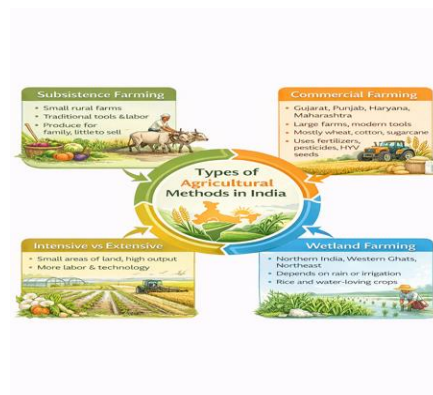 Subsistence Farming
• Small rural farms
• Traditional tools &labor
• Produce for
family, little to sell
Commercial Farming
• Gujarat, Punjab, Haryana,
Maharashtra
• Large farms, modern tools
• Mostly wheat, cotton, sugarcane
• Uses fertilizers,
pesticides, HYV
seeds
Types of
Agricultural
Methods in India
Intensive vs Extensive
• Small areas of land, high output
• More labor & technology
Wetland Farming
• Northern India, Western Ghats,
Northeast
• Depends on rain or irrigation
• Rice and water-loving crops